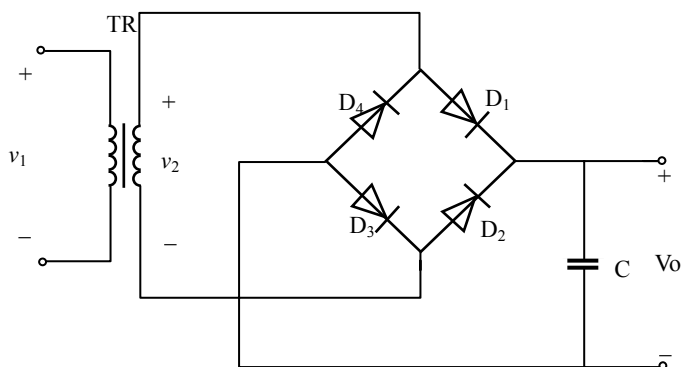 TR
+
+
D₄
D₁
v₁
v₂
+
−
−
D₃
D₂
C
Vo
−